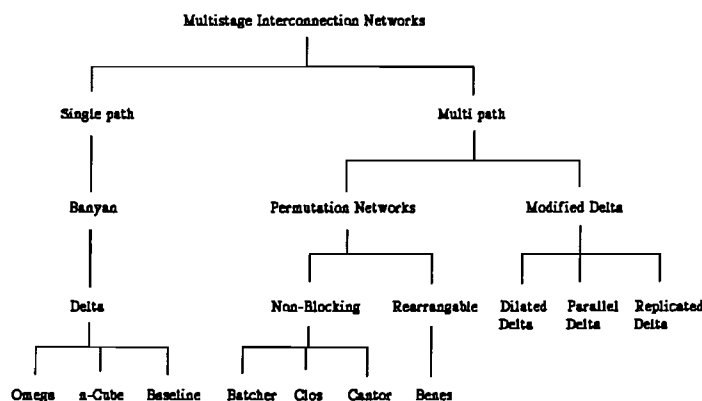 Multistage Interconnection Networks
Single path
Multi path
Banyan
Permutation Networks
Modified Delta
Delta
Non-Blocking
Rearrangable
Dilated
Delta
Parallel
Delta
Replicated
Delta
Omega
n-Cube
Baseline
Batcher
Clos
Cantor
Benes